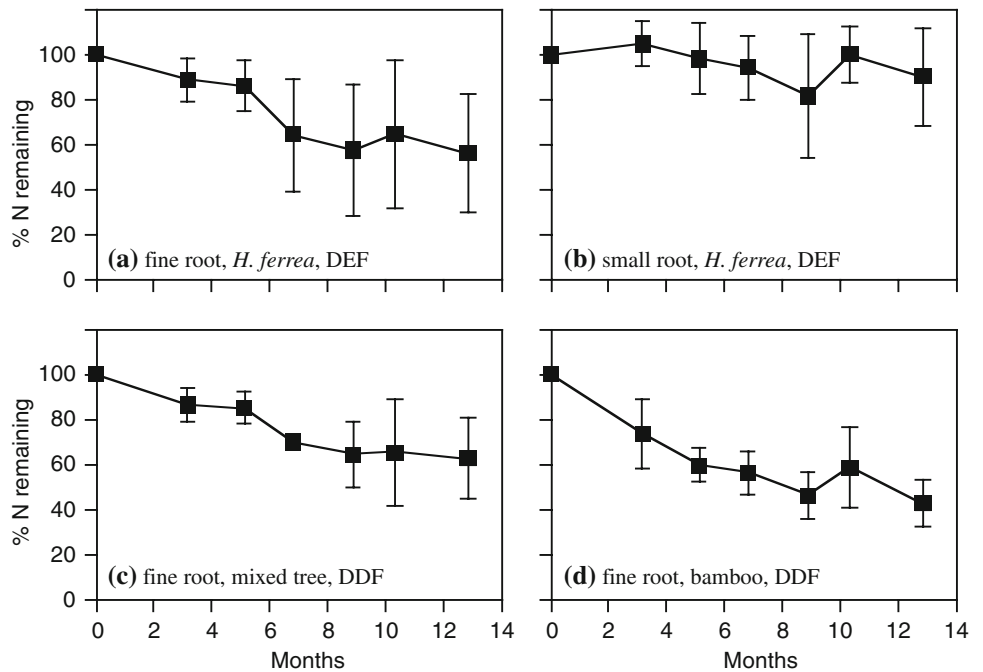 % N remaining
100
80
60
40
20
0
(a) fine root, H. ferrea, DEF
(b) small root, H. ferrea, DEF
% N remaining
100
80
60
40
20
0
(c) fine root, mixed tree, DDF
(d) fine root, bamboo, DDF
0 2 4 6 8 10 12 14
0 2 4 6 8 10 12 14
Months
Months